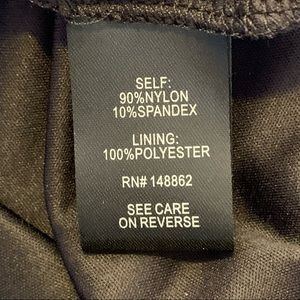 SELF:
90%NYLON
10%SPANDEX
LINING:
100%POLYESTER
RN# 148862
SEE CARE
ON REVERSE